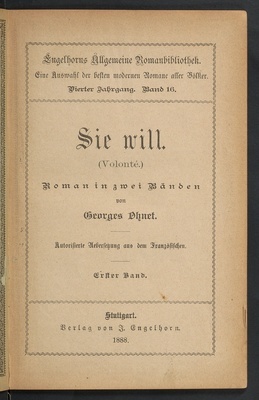 Engelhorns Allgemeine Romanbibliothek.
Eine Auswahl der besten modernen Romane aller Völker.
Vierter Jahrgang. Band 16.
Sie will.
(Volonté.)
Roman in zwei Bänden
von
Georges Ohnet.
Autorisierte Uebersetzung aus dem Französischen.
Erster Band.
Stuttgart.
Verlag von J. Engelhorn.
1888.